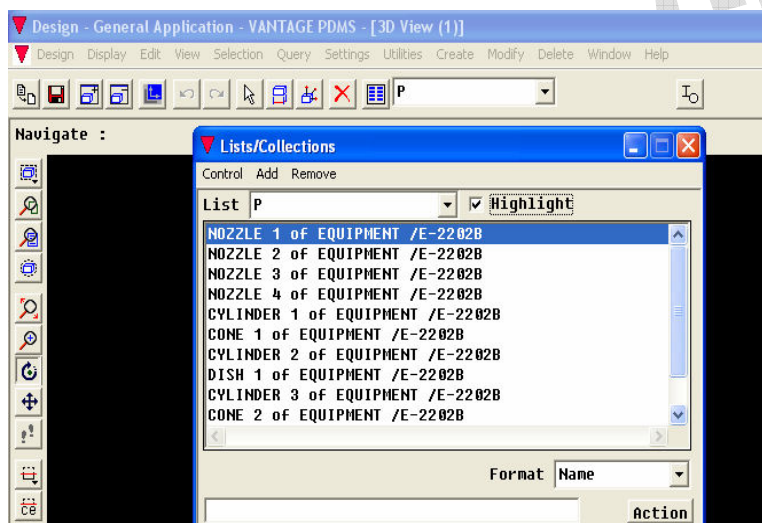 Design - General Application - VANTAGE PDMS - [3D View (1)]
Design Display Edit View Selection Query Settings Utilities Create Modify Delete Window Help
P
Navigate :
Lists/Collections
Control Add Remove
List P Highlight
NOZZLE 1 of EQUIPMENT /E-2202B
NOZZLE 2 of EQUIPMENT /E-2202B
NOZZLE 3 of EQUIPMENT /E-2202B
NOZZLE 4 of EQUIPMENT /E-2202B
CYLINDER 1 of EQUIPMENT /E-2202B
CONE 1 of EQUIPMENT /E-2202B
CYLINDER 2 of EQUIPMENT /E-2202B
DISH 1 of EQUIPMENT /E-2202B
CYLINDER 3 of EQUIPMENT /E-2202B
CONE 2 of EQUIPMENT /E-2202B
Format Name
Action
ce